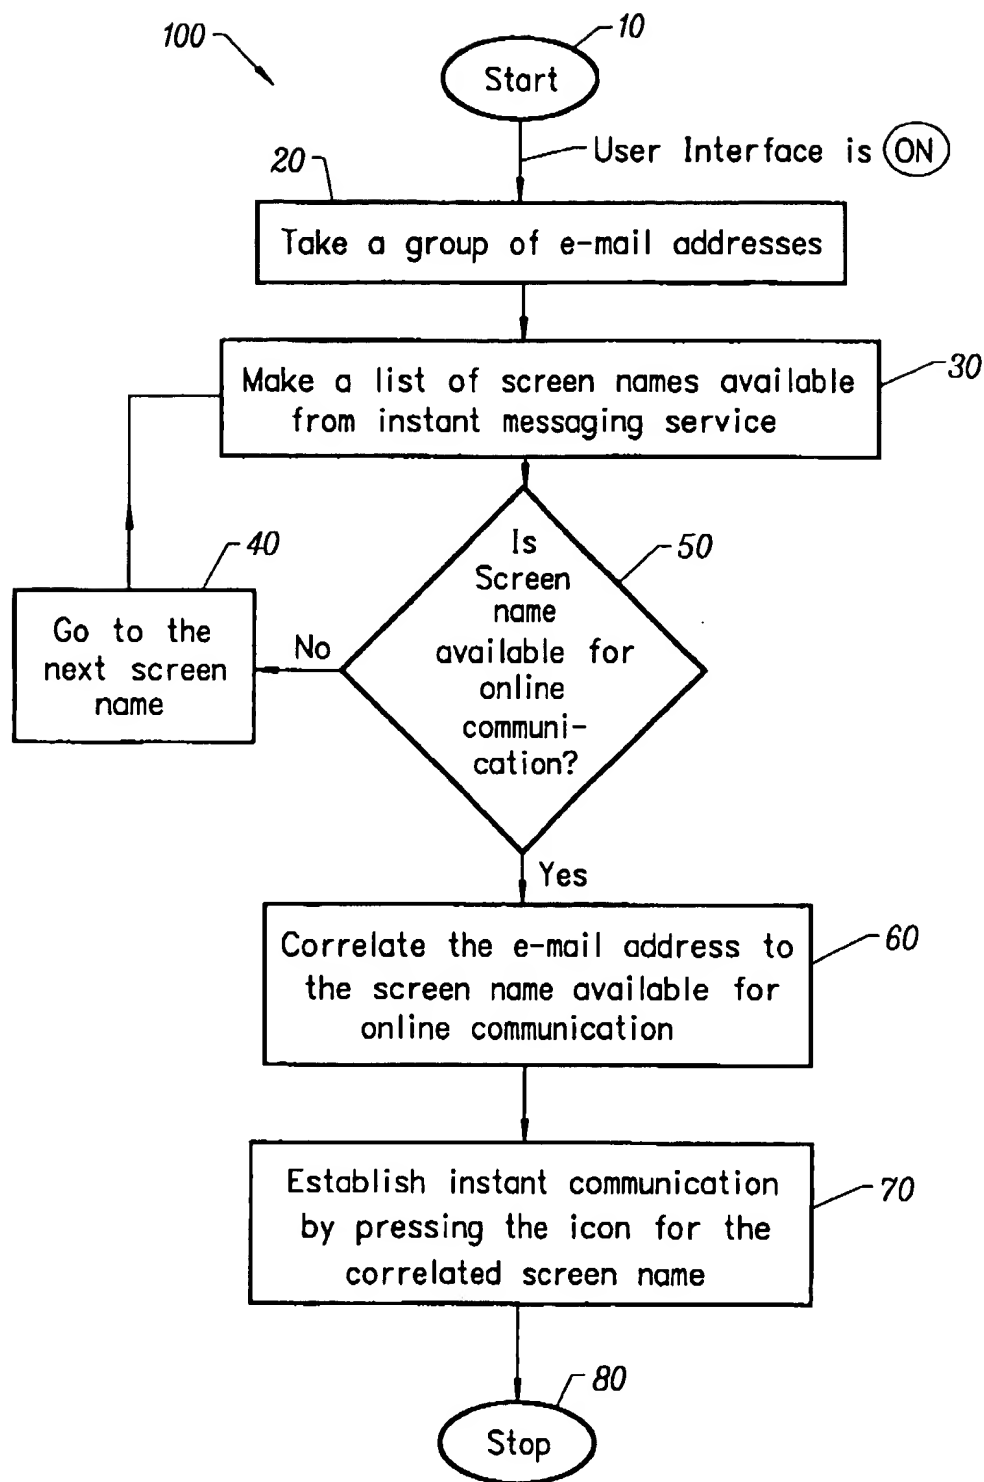 100
10
Start
User Interface is ON
20
Take a group of e-mail addresses
30
Make a list of screen names available
from instant messaging service
40
Go to the
next screen
name
No
50
Is
Screen
name
available for
online
communi-
cation?
Yes
60
Correlate the e-mail address to
the screen name available for
online communication
70
Establish instant communication
by pressing the icon for the
correlated screen name
80
Stop